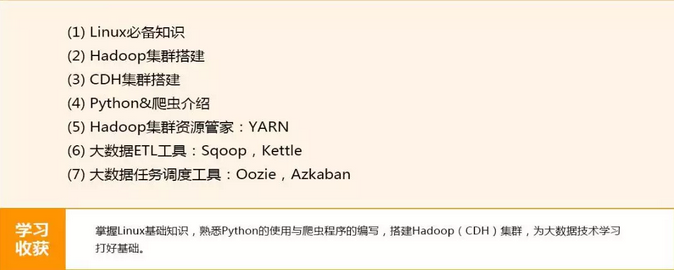 (1) Linux必备知识
(2) Hadoop集群搭建
(3) CDH集群搭建
(4) Python&爬虫介绍
(5) Hadoop集群资源管家：YARN
(6) 大数据ETL工具：Sqoop，Kettle
(7) 大数据任务调度工具：Oozie，Azkaban
学习
收获
掌握Linux基础知识，熟悉Python的使用与爬虫程序的编写，搭建Hadoop（CDH）集群，为大数据技术学习
打好基础。